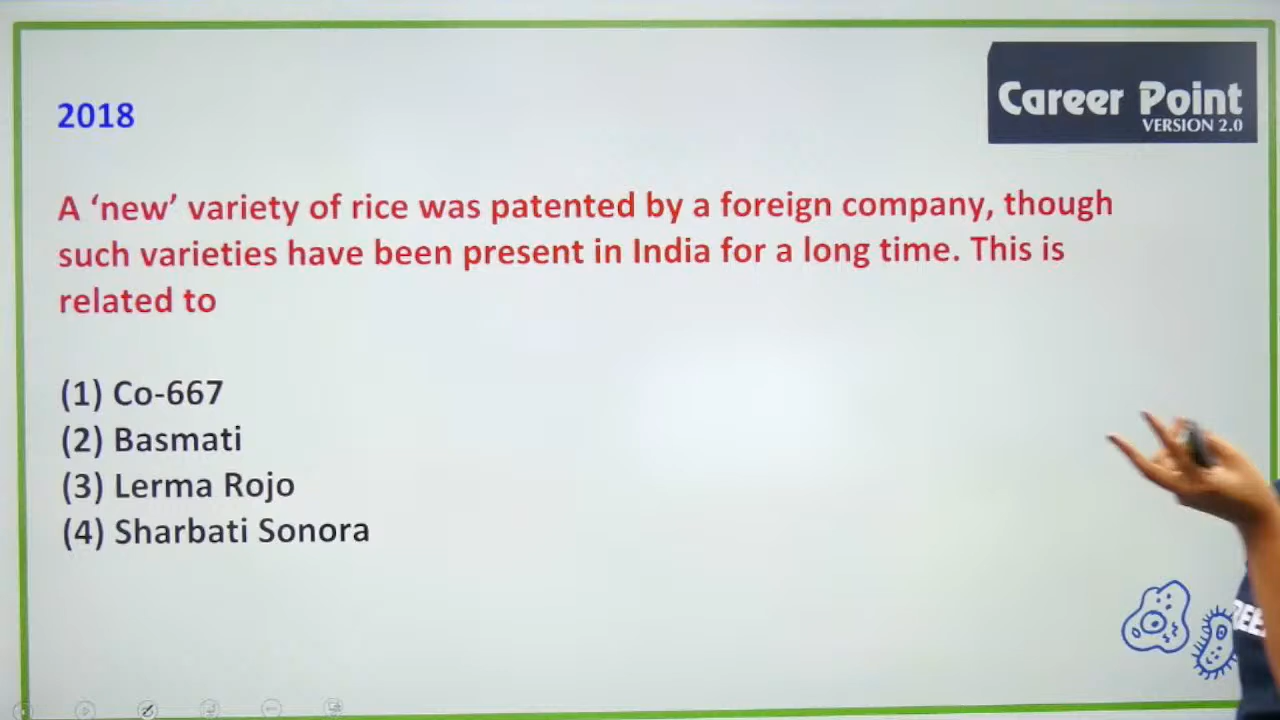 Career Point
VERSION 2.0
2018
A ‘new’ variety of rice was patented by a foreign company, though
such varieties have been present in India for a long time. This is
related to
(1) Co-667
(2) Basmati
(3) Lerma Rojo
(4) Sharbati Sonora